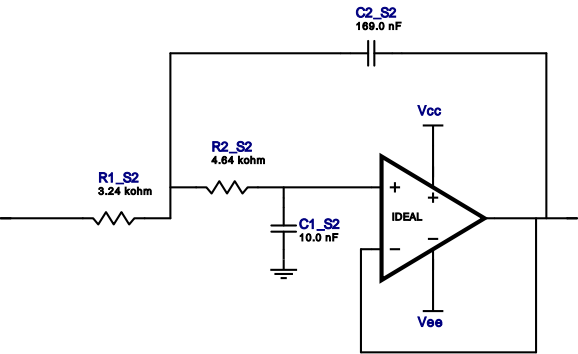 C2_S2
169.0 nF
Vcc
R2_S2
4.64 kohm
R1_S2
3.24 kohm
+
+
IDEAL
C1_S2
10.0 nF
−
−
Vee